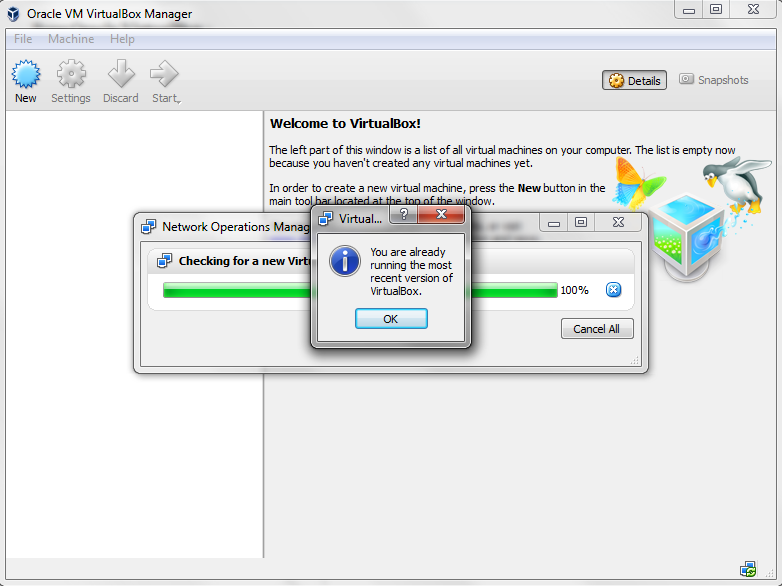 Oracle VM VirtualBox Manager
File Machine Help
New Settings Discard Start
Details Snapshots
Welcome to VirtualBox!
The left part of this window is a list of all virtual machines on your computer. The list is empty now
because you haven't created any virtual machines yet.
In order to create a new virtual machine, press the New button in the
main tool bar located at the top of the window.
Network Operations Manag
Checking for a new Virtu
100%
Cancel All
Virtual...
?
You are already
running the most
recent version of
VirtualBox.
OK